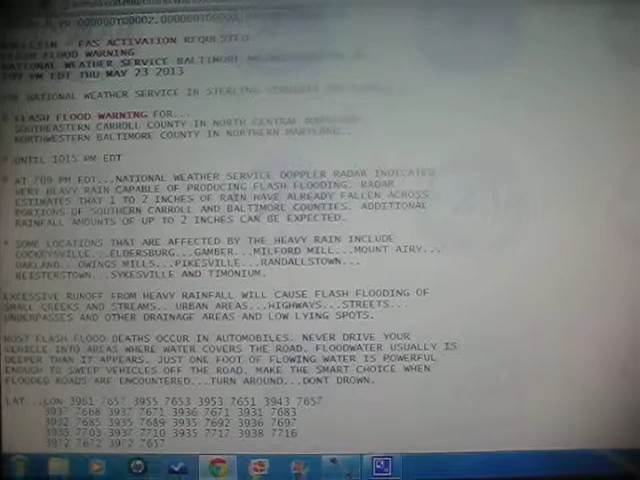 BULLETIN - EAS ACTIVATION REQUESTED
FLASH FLOOD WARNING
NATIONAL WEATHER SERVICE BALTIMORE
709 PM EDT THU MAY 23 2013
THE NATIONAL WEATHER SERVICE IN STERLING
* FLASH FLOOD WARNING FOR...
SOUTHEASTERN CARROLL COUNTY IN NORTH CENTRAL MARYLAND...
NORTHWESTERN BALTIMORE COUNTY IN NORTHERN MARYLAND...
* UNTIL 1015 PM EDT
* AT 709 PM EDT...NATIONAL WEATHER SERVICE DOPPLER RADAR INDICATED
VERY HEAVY RAIN CAPABLE OF PRODUCING FLASH FLOODING. RADAR
ESTIMATES THAT 1 TO 2 INCHES OF RAIN HAVE ALREADY FALLEN ACROSS
PORTIONS OF SOUTHERN CARROLL AND BALTIMORE COUNTIES. ADDITIONAL
RAINFALL AMOUNTS OF UP TO 2 INCHES CAN BE EXPECTED.
* SOME LOCATIONS THAT ARE AFFECTED BY THE HEAVY RAIN INCLUDE
COCKEYSVILLE...ELDERSBURG...GAMBER...MILFORD MILL...MOUNT AIRY...
OAKLAND...OWINGS MILLS...PIKESVILLE...RANDALLSTOWN...
REISTERSTOWN...SYKESVILLE AND TIMONIUM.
EXCESSIVE RUNOFF FROM HEAVY RAINFALL WILL CAUSE FLASH FLOODING OF
SMALL CREEKS AND STREAMS...URBAN AREAS...HIGHWAYS...STREETS...
UNDERPASSES AND OTHER DRAINAGE AREAS AND LOW LYING SPOTS.
MOST FLASH FLOOD DEATHS OCCUR IN AUTOMOBILES. NEVER DRIVE YOUR
VEHICLE INTO AREAS WHERE WATER COVERS THE ROAD. FLOODWATER USUALLY IS
DEEPER THAN IT APPEARS. JUST ONE FOOT OF FLOWING WATER IS POWERFUL
ENOUGH TO SWEEP VEHICLES OFF THE ROAD. MAKE THE SMART CHOICE WHEN
FLOODED ROADS ARE ENCOUNTERED...TURN AROUND...DONT DROWN.
LAT...LON 3961 7657 3955 7653 3953 7651 3943 7657
3937 7668 3937 7671 3936 7671 3931 7683
3932 7685 3935 7689 3935 7692 3936 7697
3935 7703 3937 7710 3935 7717 3938 7716
3972 7672 3972 7657